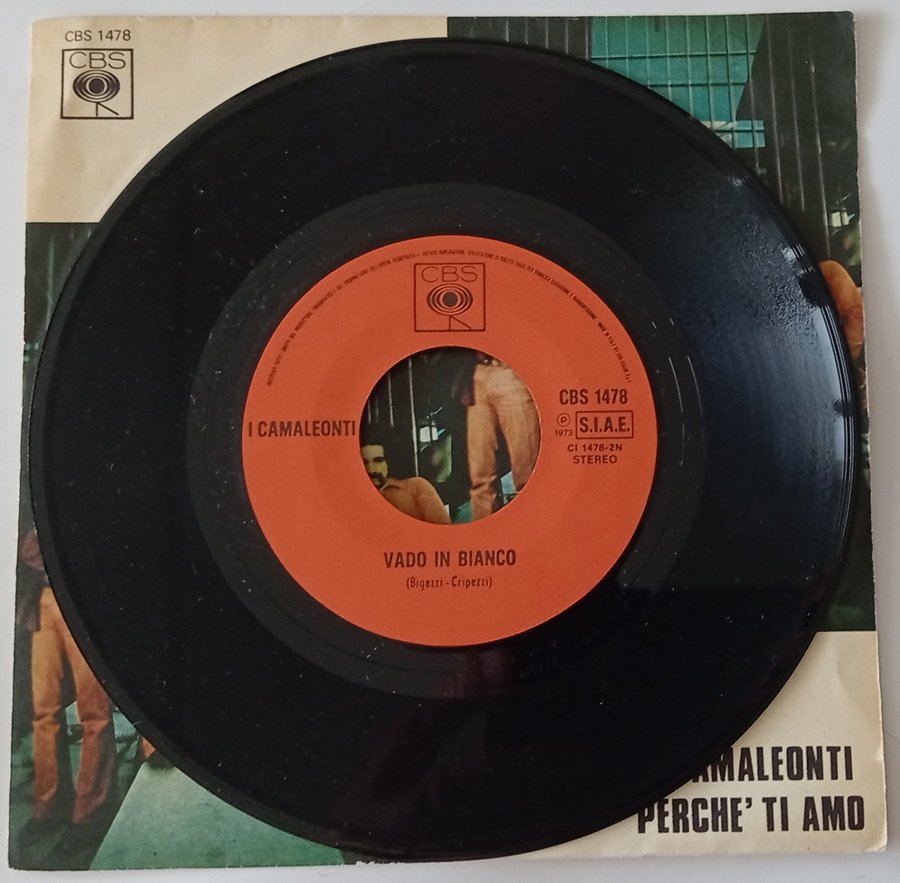 CBS 1478
CBS
CBS
CBS 1478
I CAMALEONTI
Ⓟ 1973 S.I.A.E.
CI 1478-2N
STEREO
VADO IN BIANCO
(Bigazzi - Cripezzi)
AMALEONTI
PERCHE' TI AMO